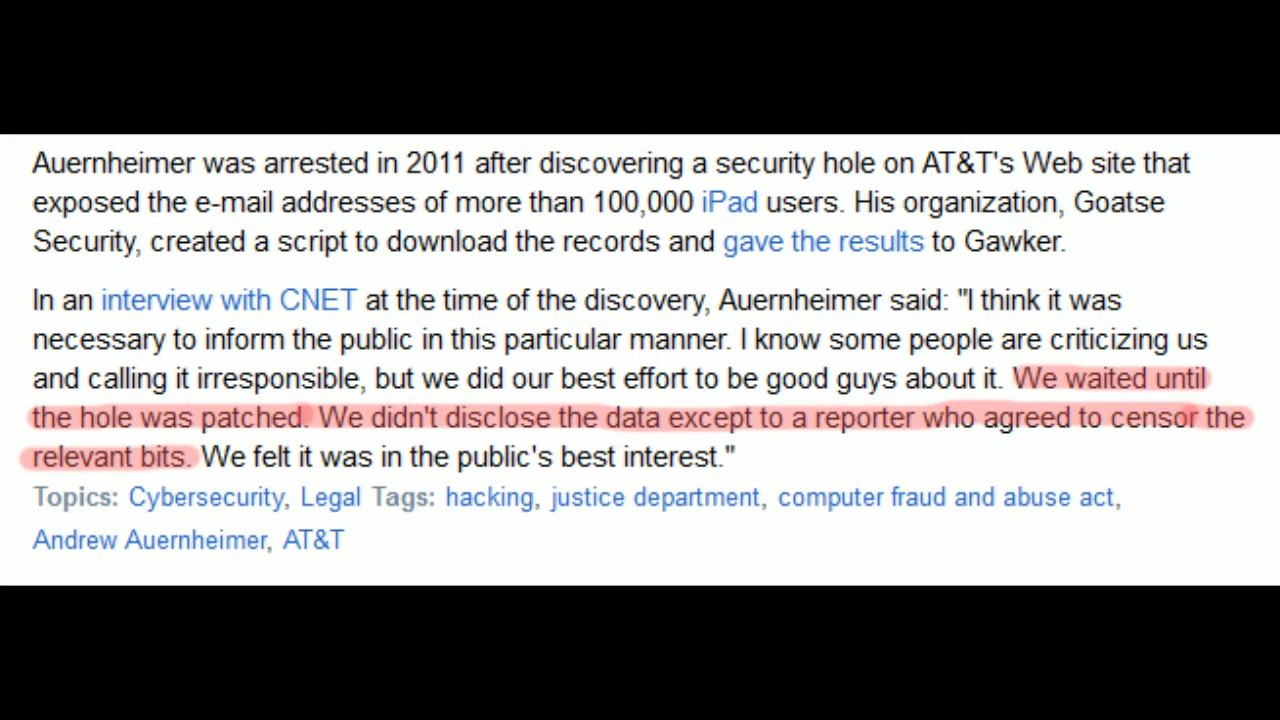 Auernheimer was arrested in 2011 after discovering a security hole on AT&T's Web site that
exposed the e-mail addresses of more than 100,000 iPad users. His organization, Goatse
Security, created a script to download the records and gave the results to Gawker.
In an interview with CNET at the time of the discovery, Auernheimer said: "I think it was
necessary to inform the public in this particular manner. I know some people are criticizing us
and calling it irresponsible, but we did our best effort to be good guys about it. We waited until
the hole was patched. We didn't disclose the data except to a reporter who agreed to censor the
relevant bits. We felt it was in the public's best interest."
Topics: Cybersecurity, Legal Tags: hacking, justice department, computer fraud and abuse act,
Andrew Auernheimer, AT&T